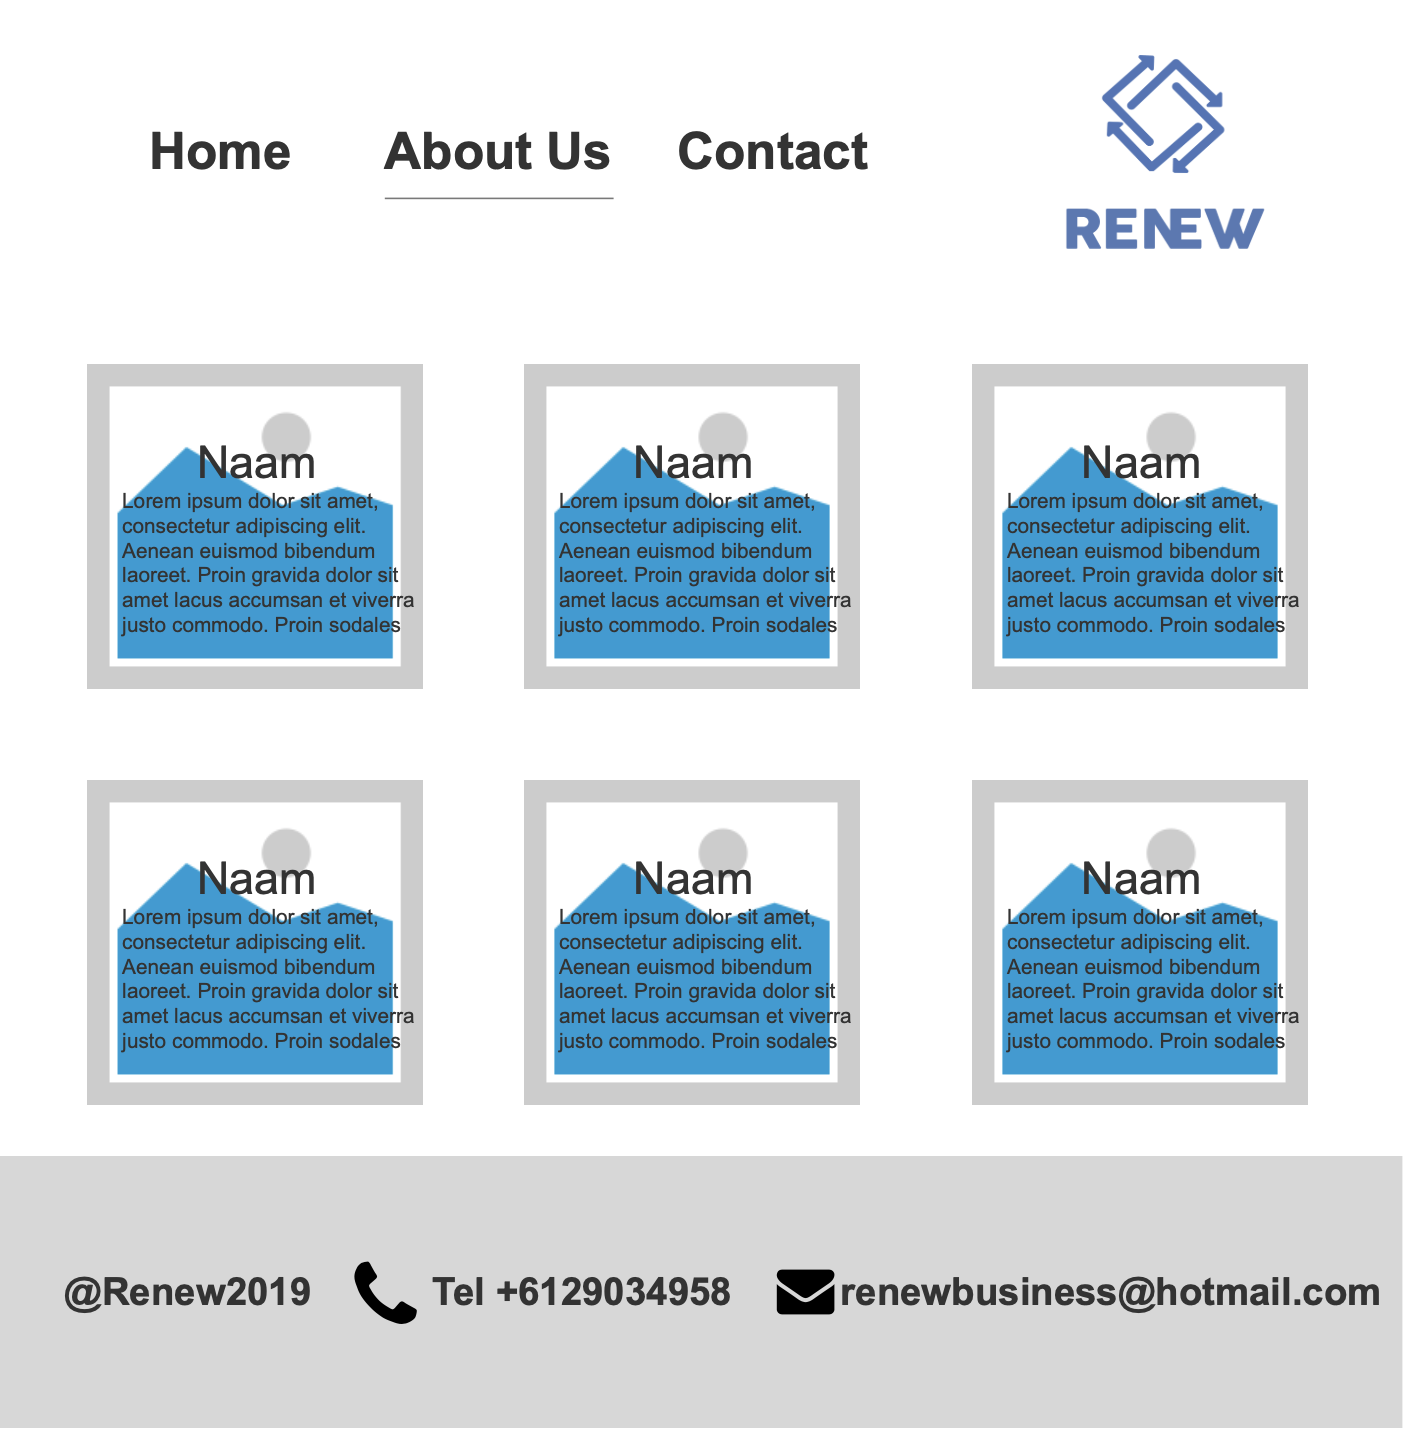 Home About Us Contact
RENEW
Naam
Lorem ipsum dolor sit amet,
consectetur adipiscing elit.
Aenean euismod bibendum
laoreet. Proin gravida dolor sit
amet lacus accumsan et viverra
justo commodo. Proin sodales
Naam
Lorem ipsum dolor sit amet,
consectetur adipiscing elit.
Aenean euismod bibendum
laoreet. Proin gravida dolor sit
amet lacus accumsan et viverra
justo commodo. Proin sodales
Naam
Lorem ipsum dolor sit amet,
consectetur adipiscing elit.
Aenean euismod bibendum
laoreet. Proin gravida dolor sit
amet lacus accumsan et viverra
justo commodo. Proin sodales
Naam
Lorem ipsum dolor sit amet,
consectetur adipiscing elit.
Aenean euismod bibendum
laoreet. Proin gravida dolor sit
amet lacus accumsan et viverra
justo commodo. Proin sodales
Naam
Lorem ipsum dolor sit amet,
consectetur adipiscing elit.
Aenean euismod bibendum
laoreet. Proin gravida dolor sit
amet lacus accumsan et viverra
justo commodo. Proin sodales
Naam
Lorem ipsum dolor sit amet,
consectetur adipiscing elit.
Aenean euismod bibendum
laoreet. Proin gravida dolor sit
amet lacus accumsan et viverra
justo commodo. Proin sodales
@Renew2019 Tel +6129034958 renewbusiness@hotmail.com